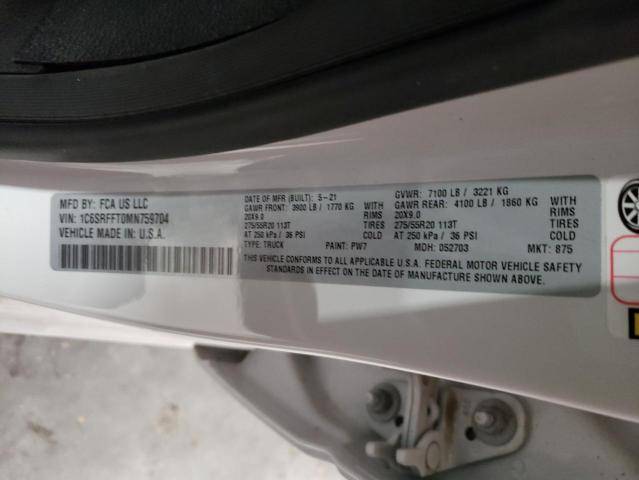 MFD BY: FCA US LLC
VIN: 1C6SRFFT0MN759704
VEHICLE MADE IN U.S.A.
DATE OF MFR (BUILT): 5-21
GAWR FRONT: 3900 LB / 1770 KG RIMS
20X9.0 TIRES
275/55R20 113T COLD
AT 250 kPa / 36 PSI
TYPE: TRUCK PAINT: PW7
GVWR: 7100 LB / 3221 KG
GAWR REAR: 4100 LB / 1860 KG
20X9.0 RIMS
275/55R20 113T TIRES
AT 250 kPa / 36 PSI COLD
MDH: 052703 MKT: 875
THIS VEHICLE CONFORMS TO ALL APPLICABLE U.S.A. FEDERAL MOTOR VEHICLE SAFETY
STANDARDS IN EFFECT ON THE DATE OF MANUFACTURE SHOWN ABOVE.